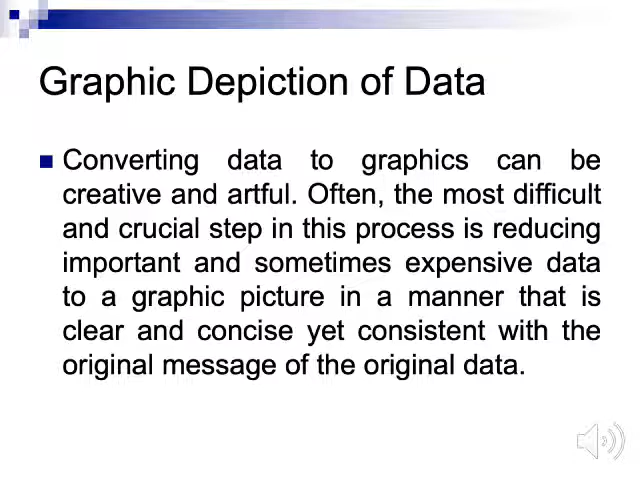 Graphic Depiction of Data
Converting data to graphics can be
creative and artful. Often, the most difficult
and crucial step in this process is reducing
important and sometimes expensive data
to a graphic picture in a manner that is
clear and concise yet consistent with the
original message of the original data.